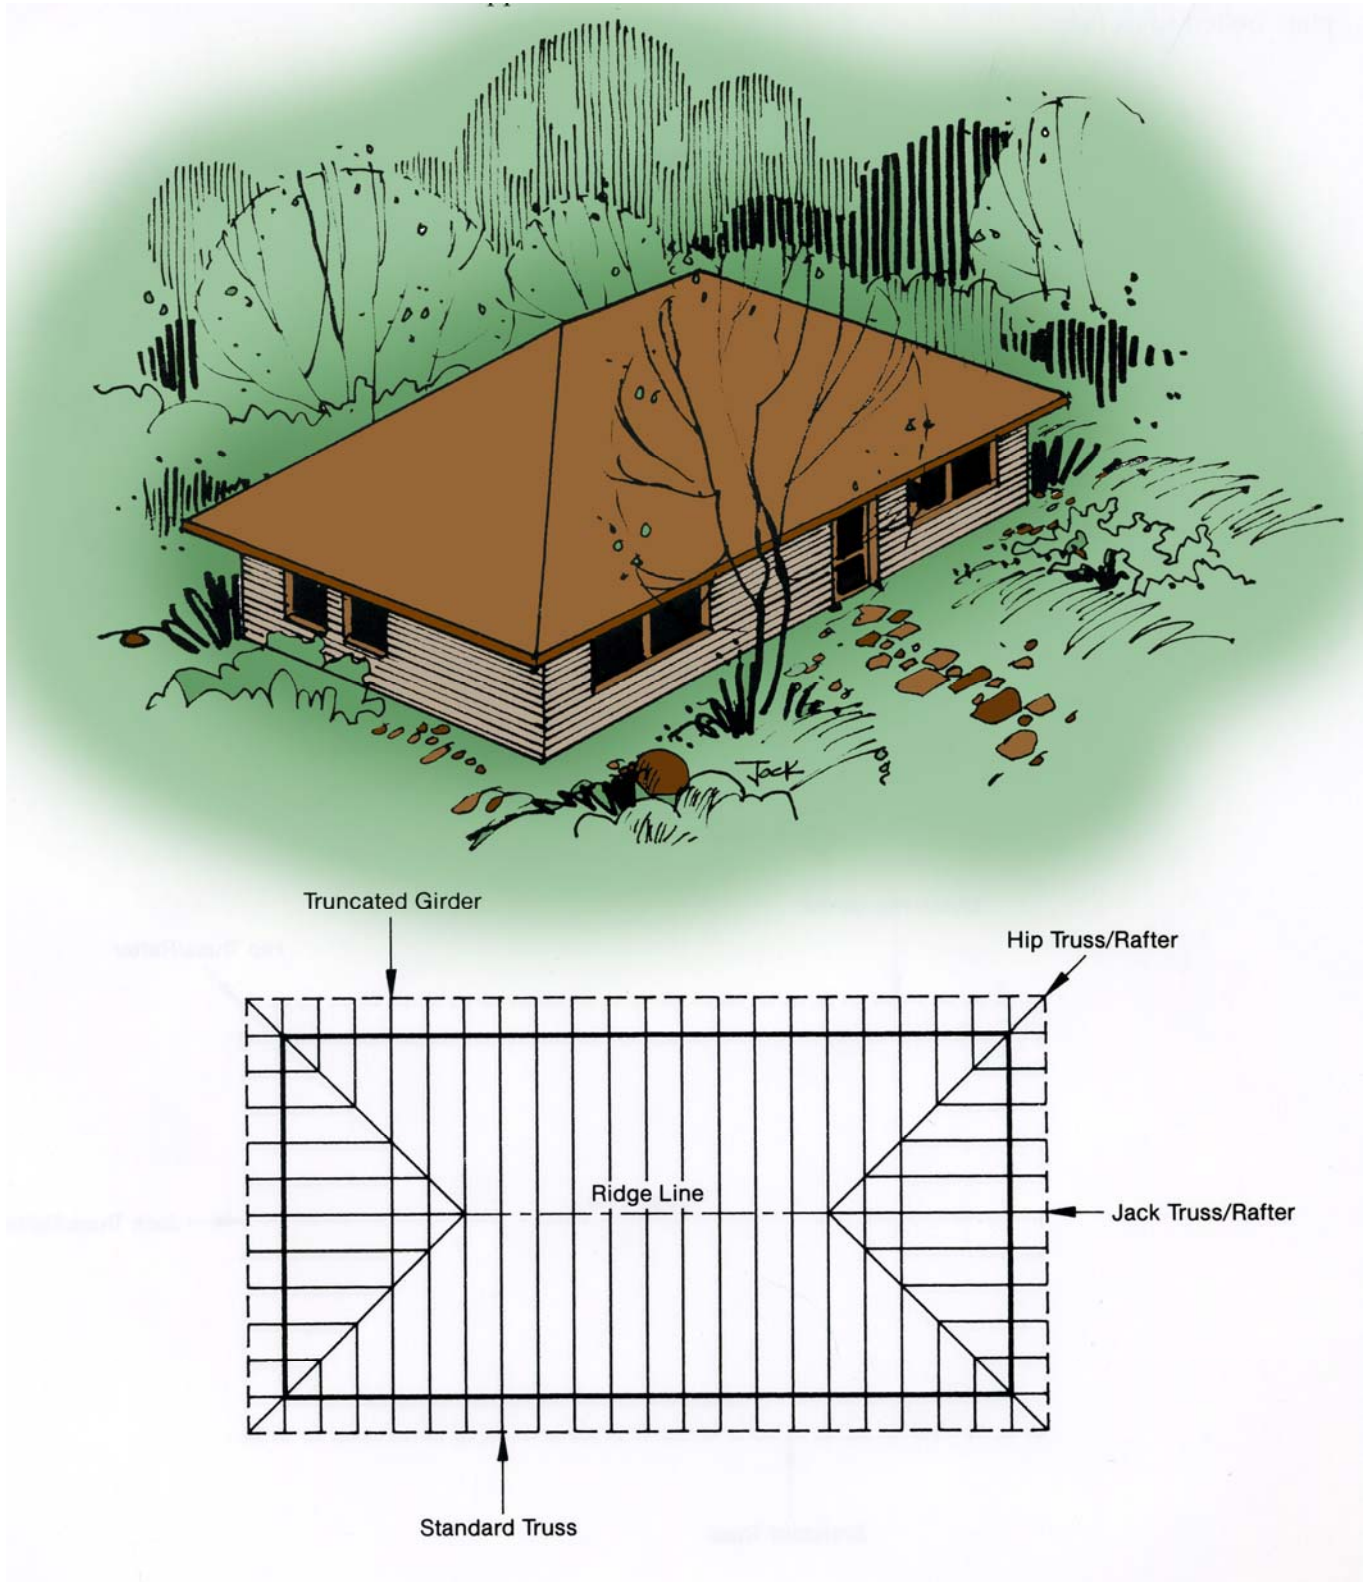 Jack
Truncated Girder
Hip Truss/Rafter
Ridge Line
Jack Truss/Rafter
Standard Truss